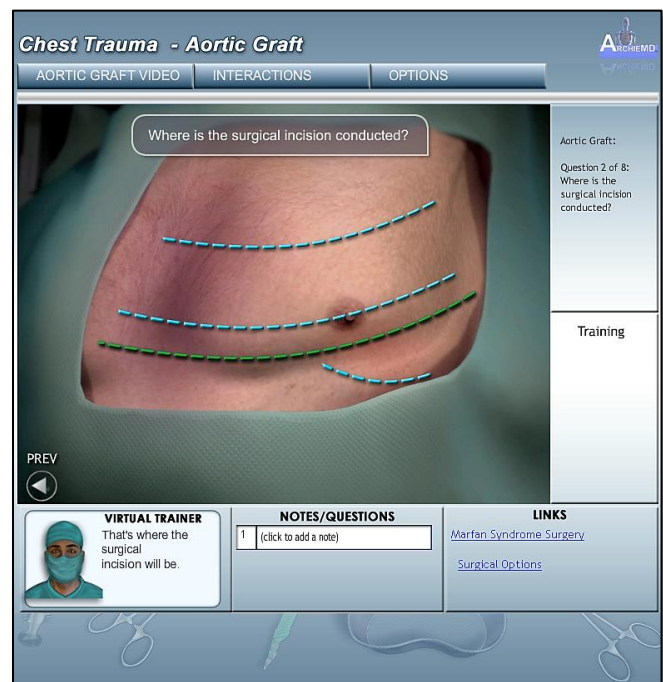 Chest Trauma - Aortic Graft
ARCHIEMD
AORTIC GRAFT VIDEO
INTERACTIONS
OPTIONS
Where is the surgical incision conducted?
Aortic Graft:
Question 2 of 8:
Where is the
surgical incision
conducted?
Training
PREV
VIRTUAL TRAINER
That's where the
surgical
incision will be.
NOTES/QUESTIONS
1
(click to add a note)
LINKS
Marfan Syndrome Surgery
Surgical Options